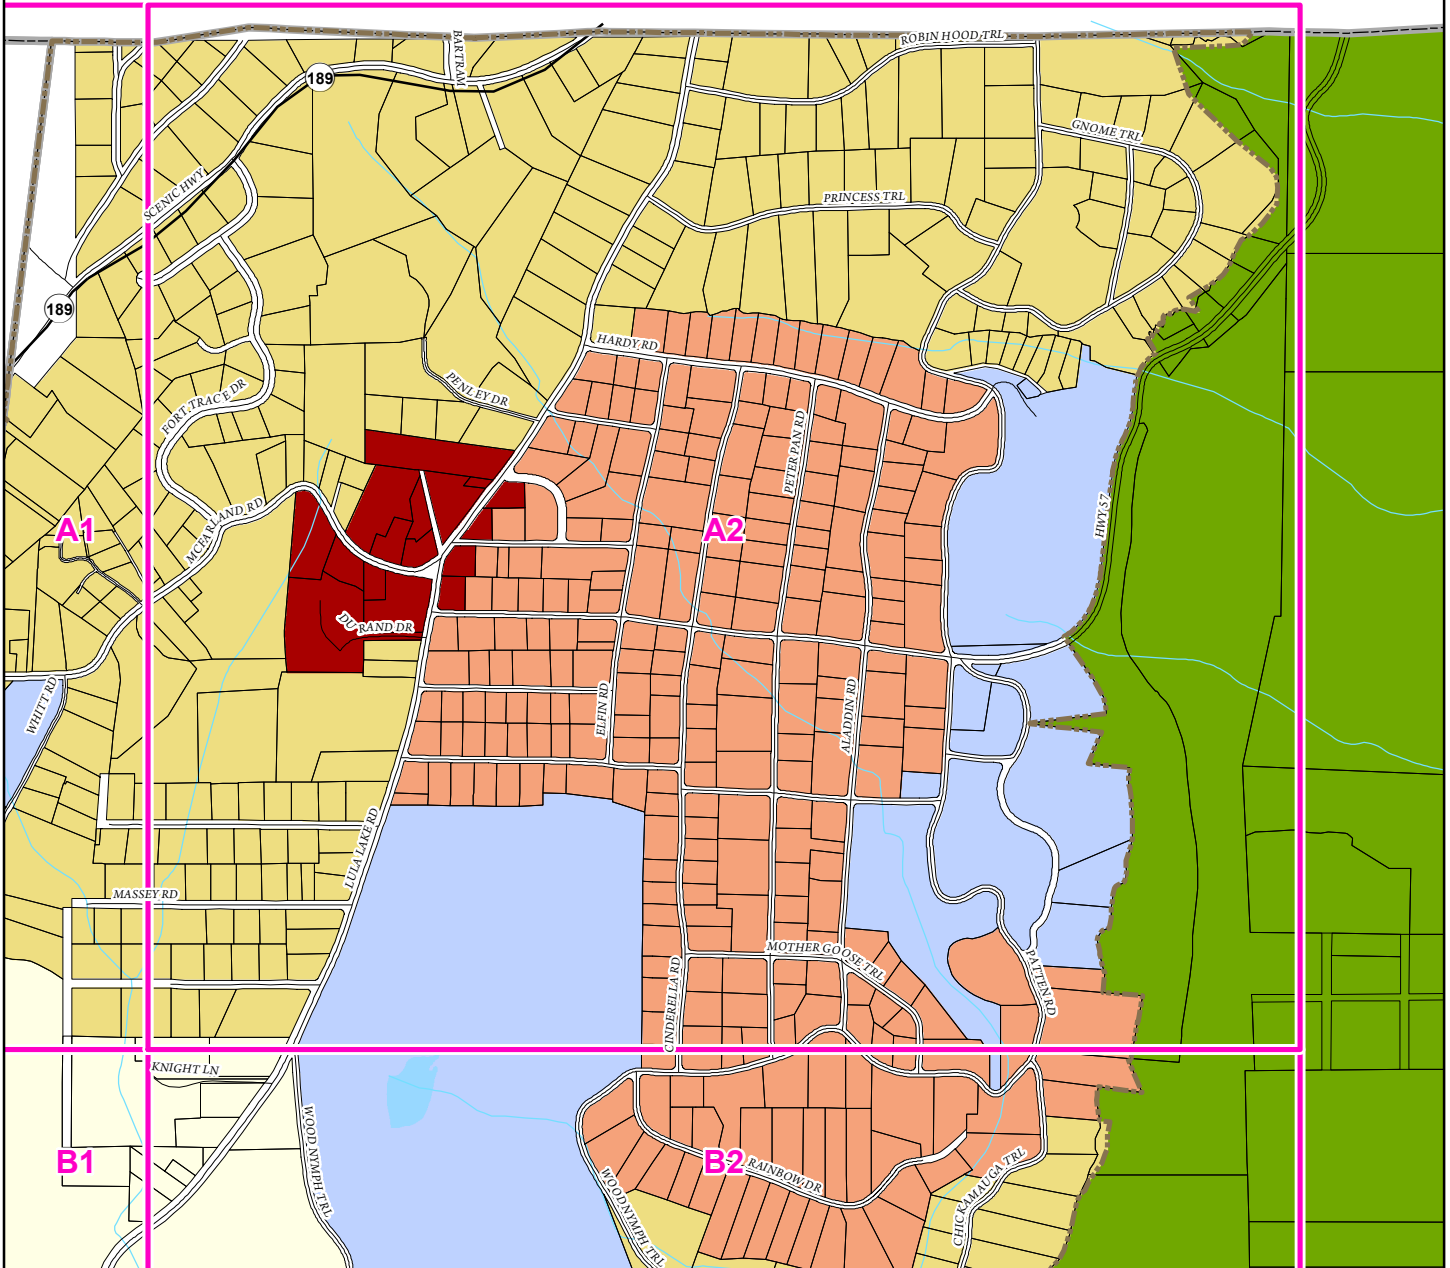 ROBIN HOOD TRL
BARTRAM
189
GNOME TRL
SCENIC HWY
PRINCESS TRL
189
HARDY RD
PENLEY DR
FORT TRACE DR
PETER PAN RD
MCFARLAND RD
A1
A2
HWY 57
DURAND DR
WHITT RD
ELFIN RD
ALADDIN RD
LULA LAKE RD
MASSEY RD
MOTHER GOOSE TRL
CINDERELLA RD
PATTEN RD
KNIGHT LN
WOOD NYMPH TRL
B1
B2
RAINBOW DR
WOOD NYMPH TRL
CHICKAMAUGA TRL